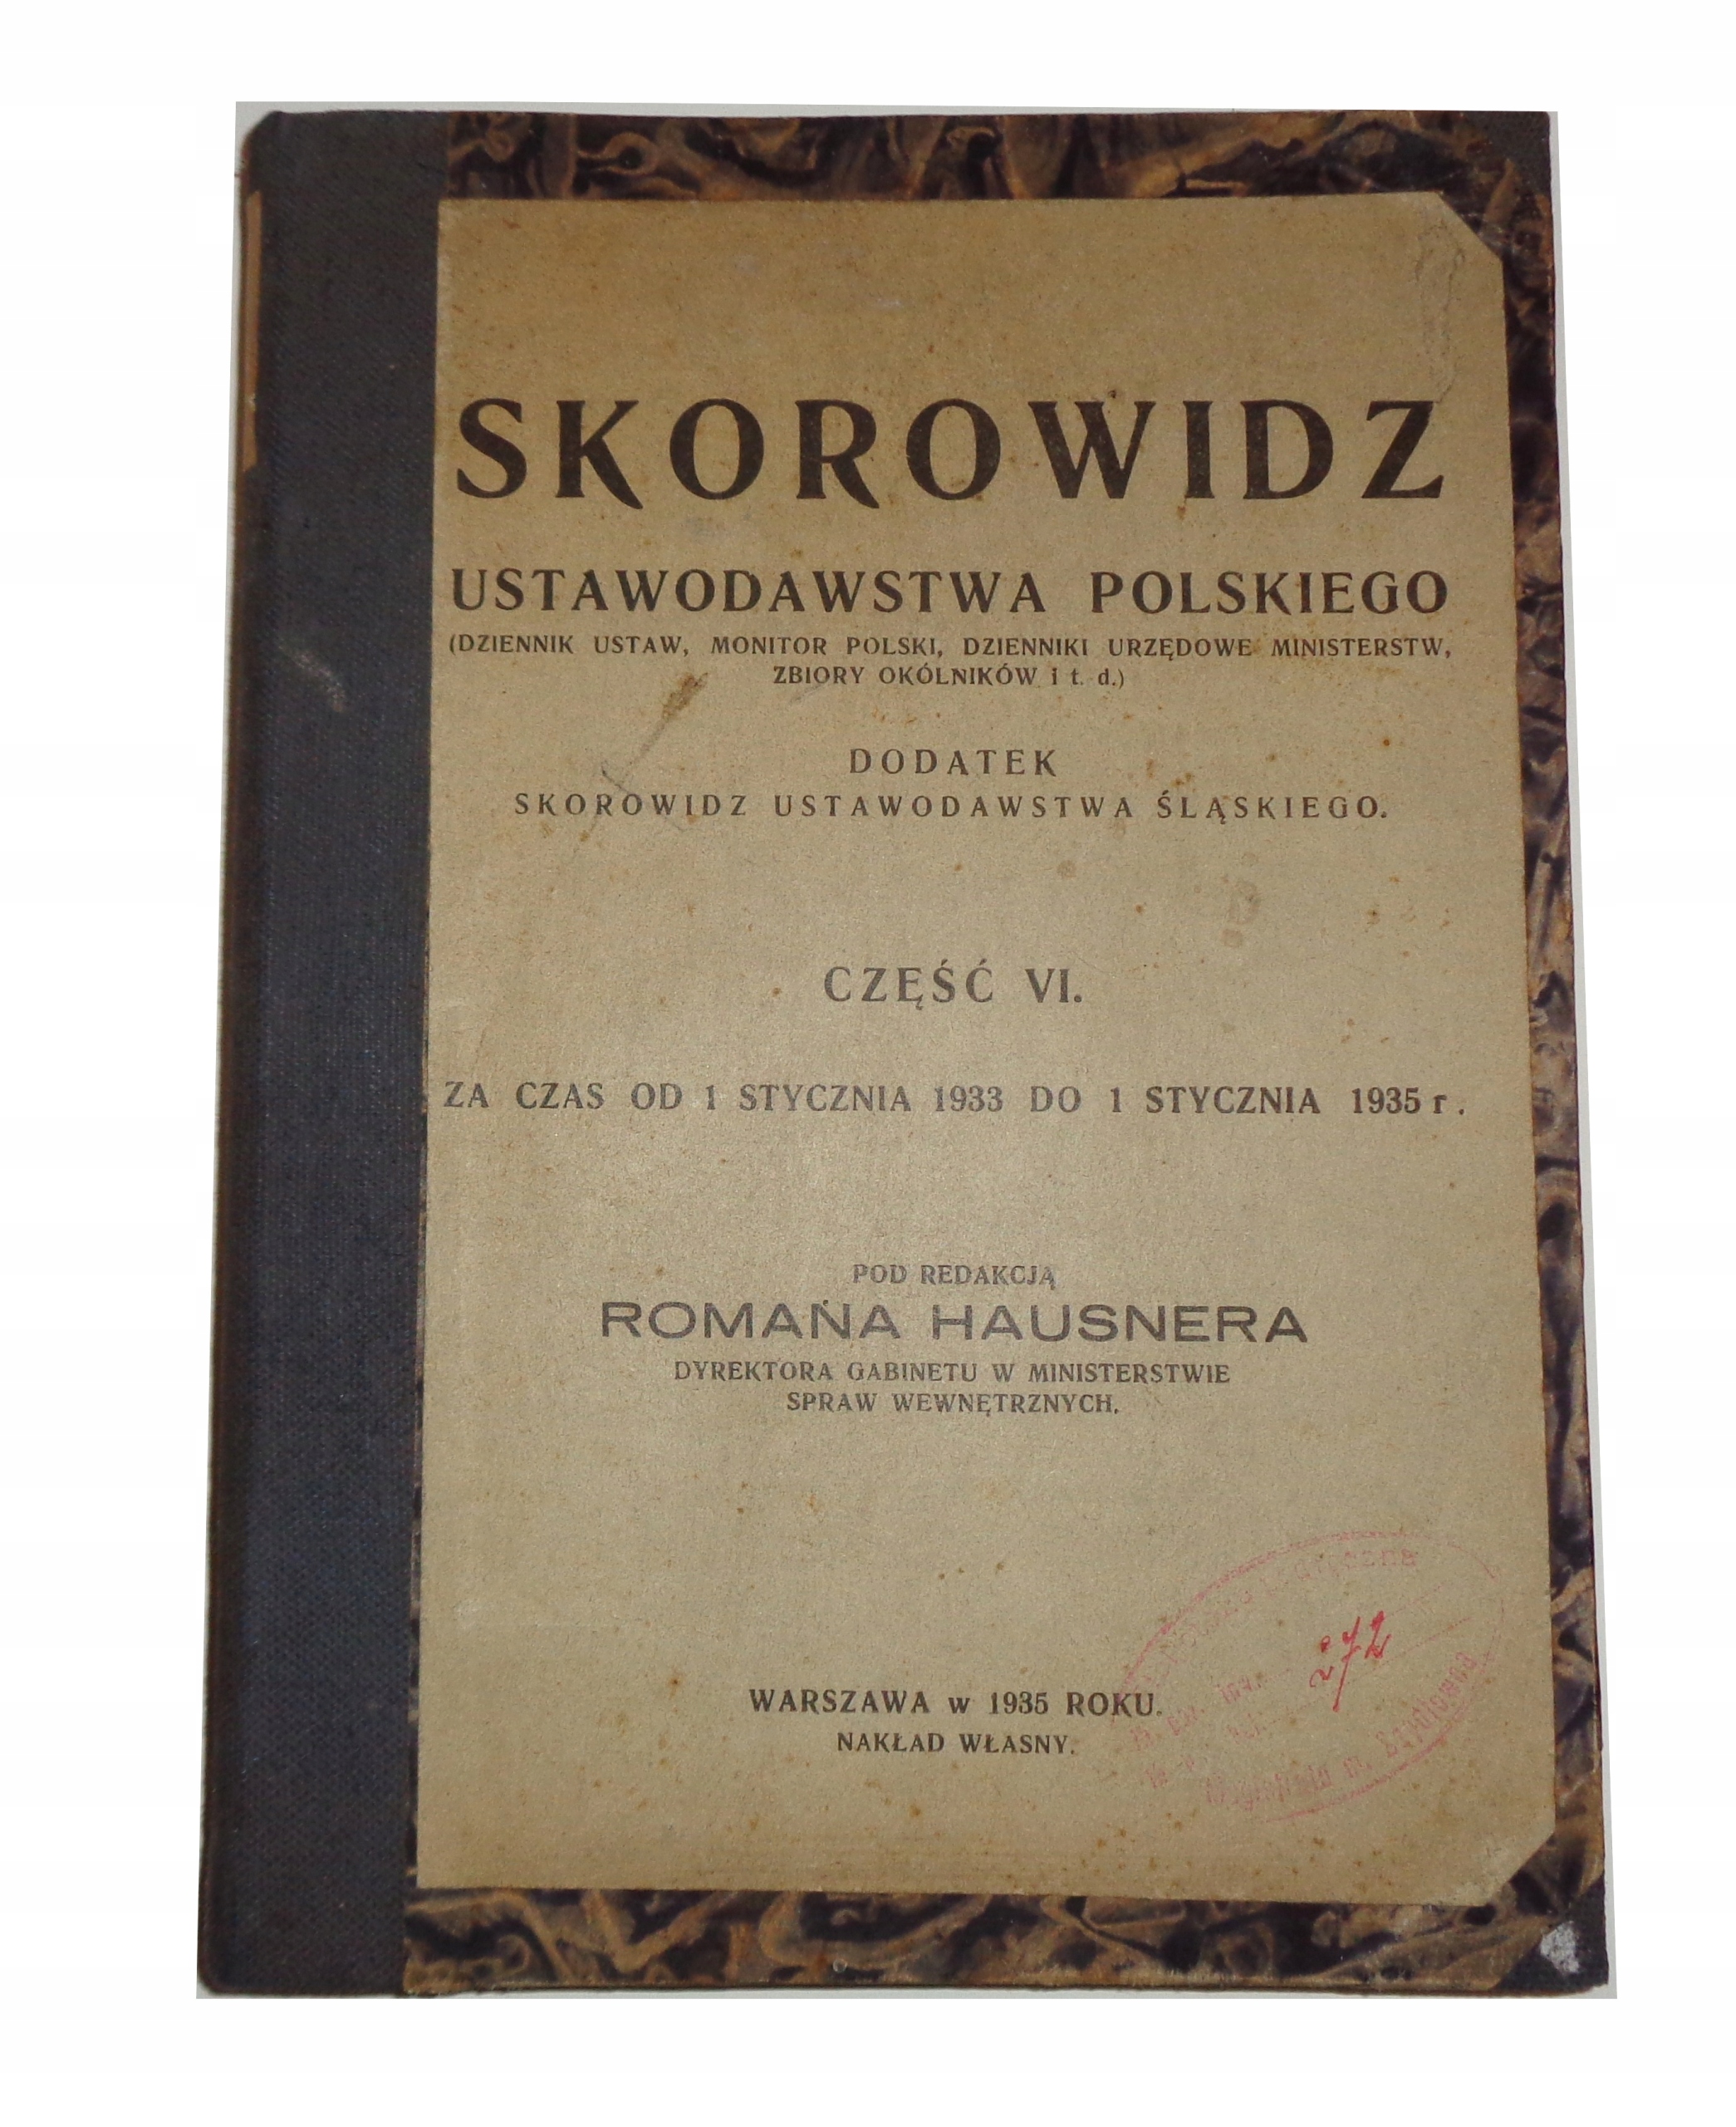 SKOROWIDZ
USTAWODAWSTWA POLSKIEGO
(DZIENNIK USTAW, MONITOR POLSKI, DZIENNIKI URZĘDOWE MINISTERSTW,
ZBIORY OKÓLNIKÓW i t. d.)
DODATEK
SKOROWIDZ USTAWODAWSTWA ŚLĄSKIEGO.
CZĘŚĆ VI.
ZA CZAS OD 1 STYCZNIA 1933 DO 1 STYCZNIA 1935 r.
POD REDAKCJĄ
ROMANA HAUSNERA
DYREKTORA GABINETU W MINISTERSTWIE
SPRAW WEWNĘTRZNYCH.
WARSZAWA w 1935 ROKU.
NAKŁAD WŁASNY.
272